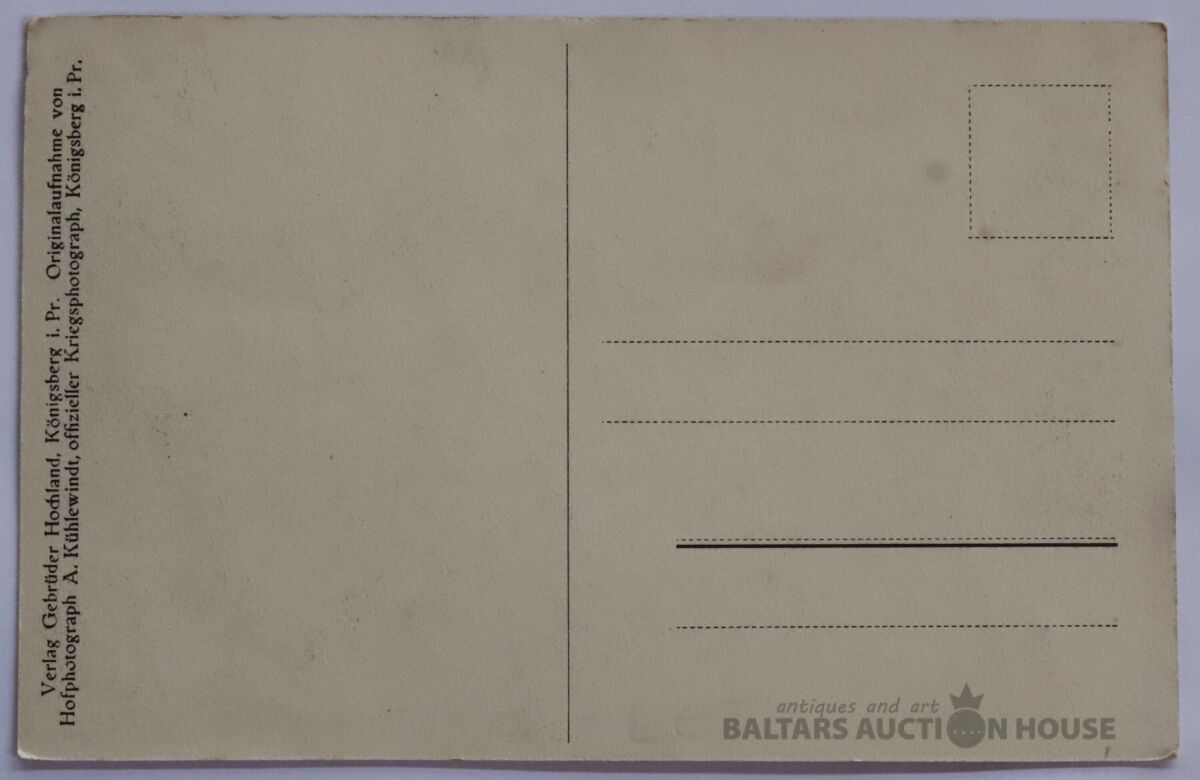 Verlag Gebrüder Hochland, Königsberg i. Pr. Originalaufnahme von
Hofphotograph A. Kühlewindt, offizieller Kriegsphotograph, Königsberg i. Pr.
antiques and art
BALTARS AUCTION HOUSE